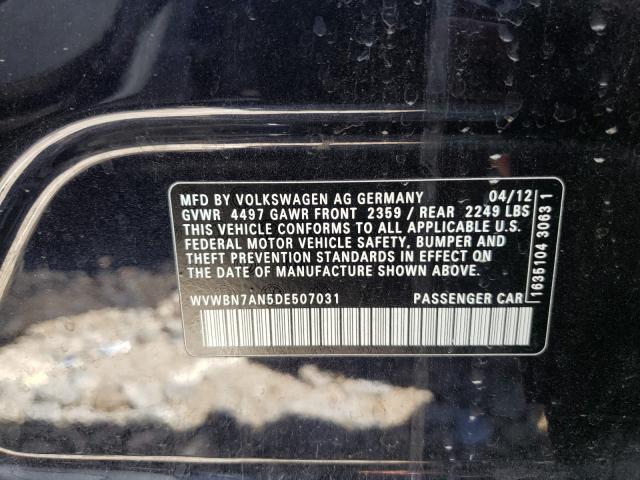 MFD BY VOLKSWAGEN AG GERMANY 04/12
GVWR 4497 GAWR FRONT 2359 / REAR 2249 LBS
THIS VEHICLE CONFORMS TO ALL APPLICABLE U.S.
FEDERAL MOTOR VEHICLE SAFETY, BUMPER AND
THEFT PREVENTION STANDARDS IN EFFECT ON
THE DATE OF MANUFACTURE SHOWN ABOVE.
WVWBN7AN5DE507031 PASSENGER CAR
1635104 3063 1